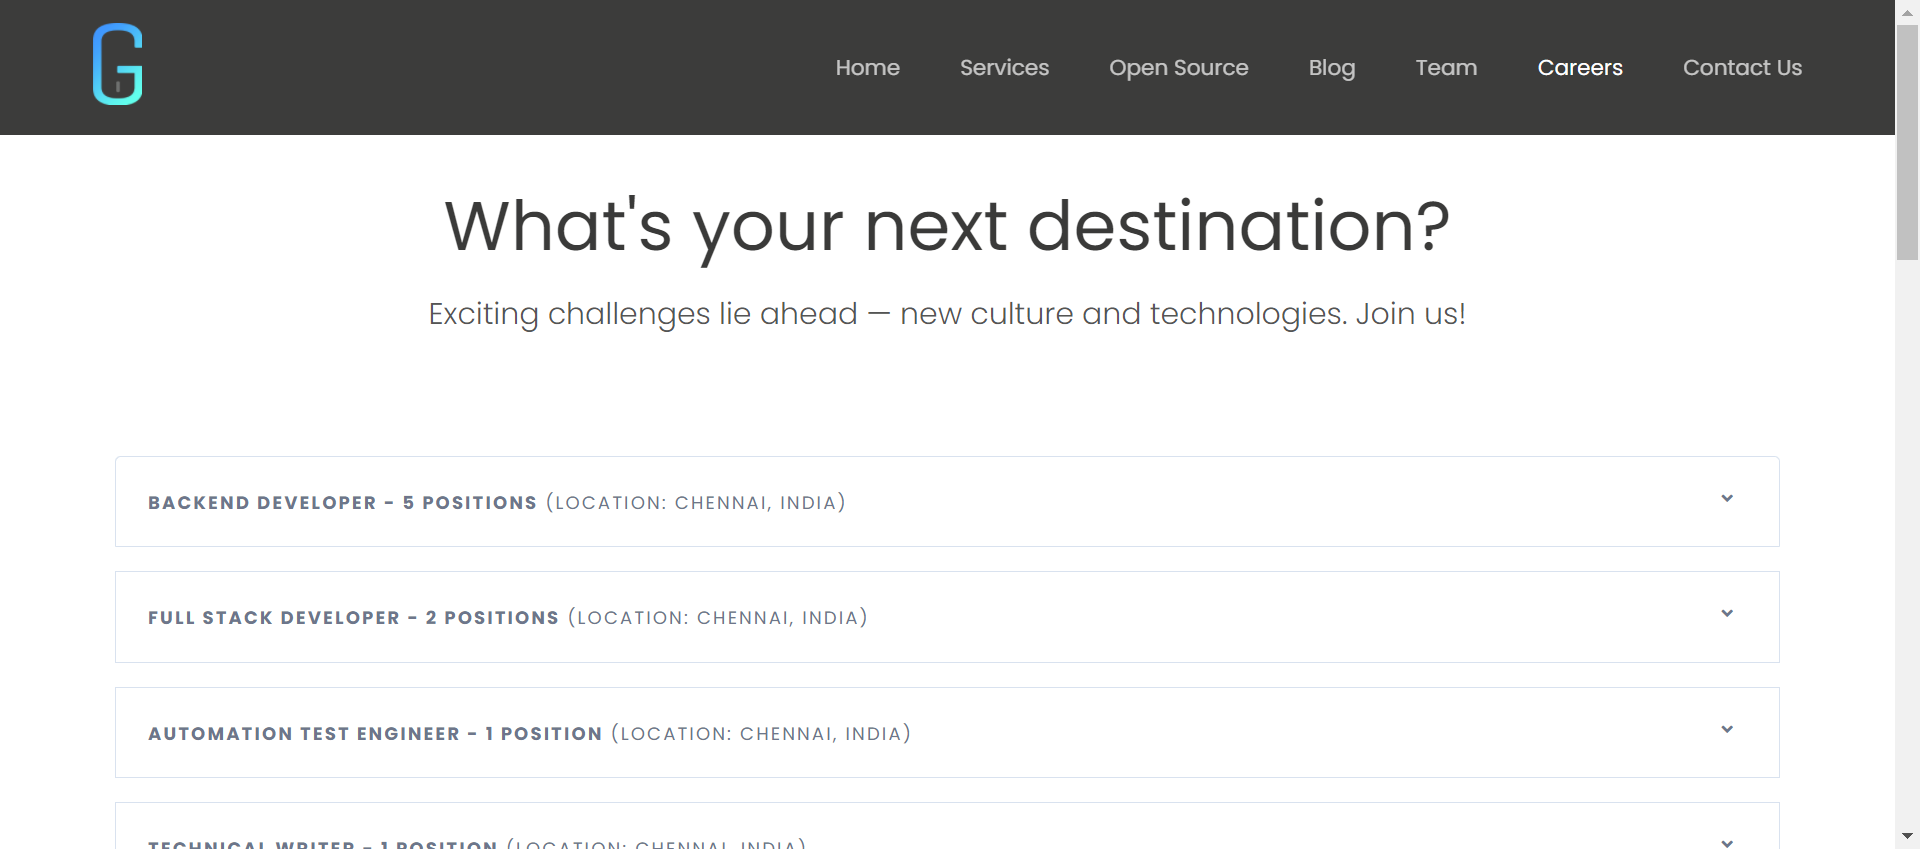 G
Home Services Open Source Blog Team Careers Contact Us
What's your next destination?
Exciting challenges lie ahead — new culture and technologies. Join us!
BACKEND DEVELOPER - 5 POSITIONS (LOCATION: CHENNAI, INDIA)
FULL STACK DEVELOPER - 2 POSITIONS (LOCATION: CHENNAI, INDIA)
AUTOMATION TEST ENGINEER - 1 POSITION (LOCATION: CHENNAI, INDIA)
TECHNICAL WRITER - 1 POSITION (LOCATION: CHENNAI, INDIA)